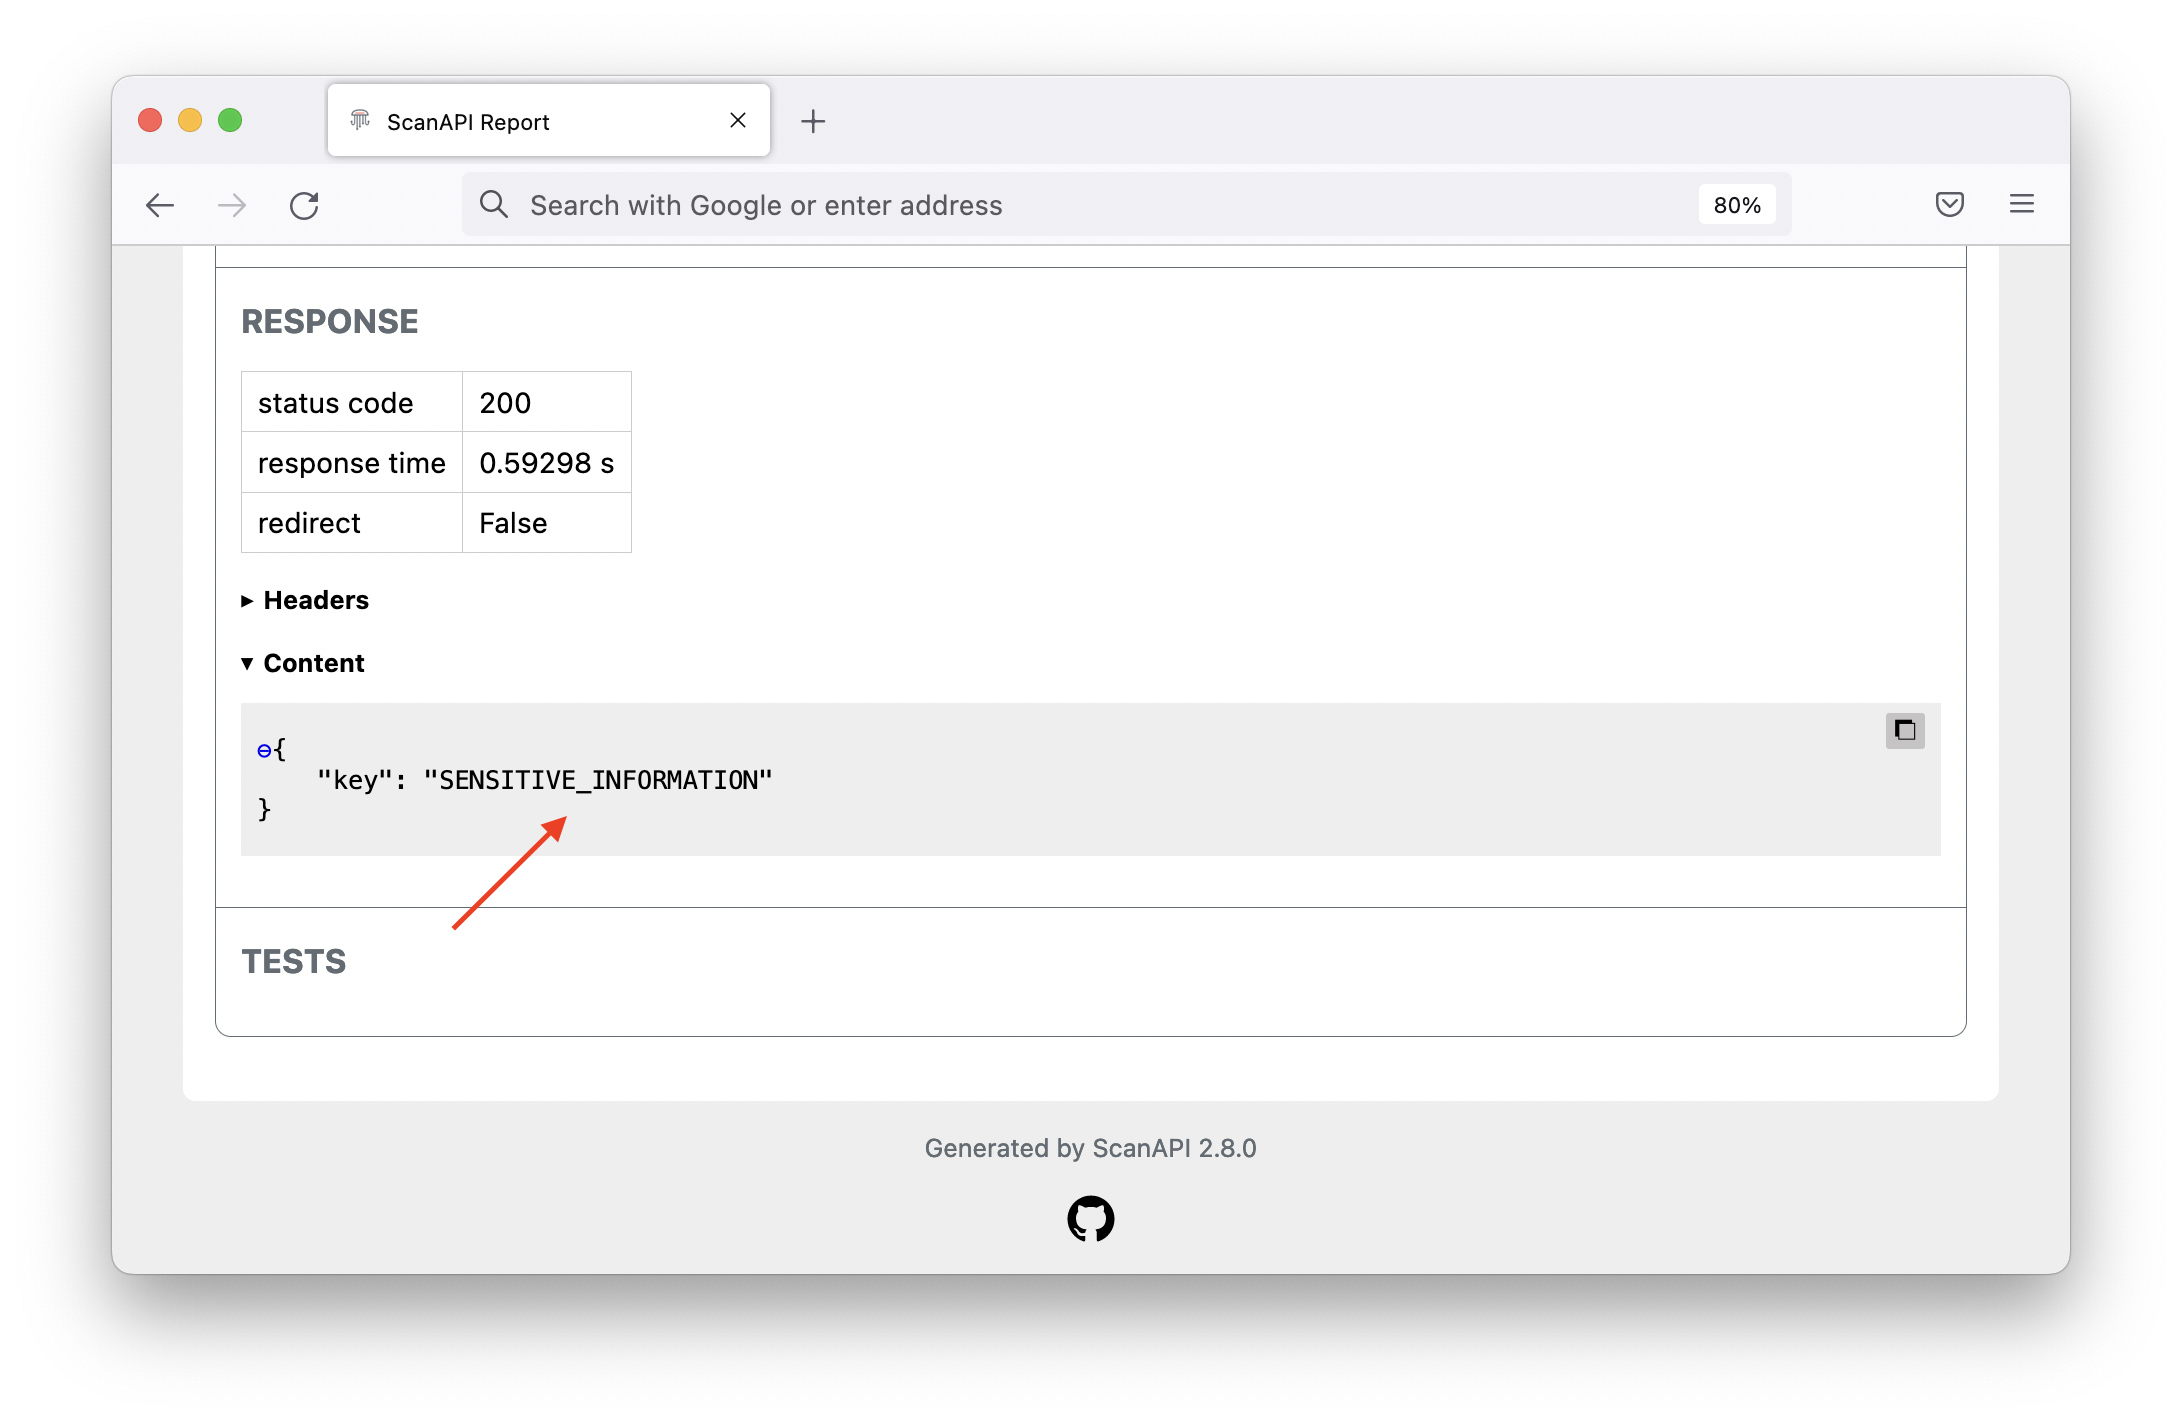 ScanAPI Report
Search with Google or enter address
80%
RESPONSE
status code 200
response time 0.59298 s
redirect False
▸ Headers
▾ Content
⊖{
    "key": "SENSITIVE_INFORMATION"
}
TESTS
Generated by ScanAPI 2.8.0